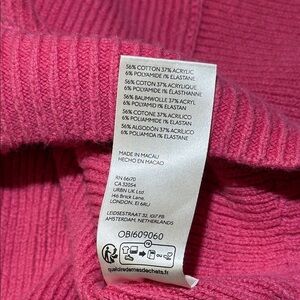 56% COTTON 37% ACRYLIC
6% POLYAMIDE 1% ELASTANE
56% COTON 37% ACRYLIQUE
6% POLYAMIDE 1% ÉLASTHANNE
56% BAUMWOLLE 37% ACRYL
6% POLYAMID 1% ELASTAN
56% COTONE 37% ACRILICO
6% POLIAMMIDE 1% ELASTAN
56% ALGODÓN 37% ACRÍLICO
6% POLIAMIDA 1% ELASTANO
MADE IN MACAU
HECHO EN MACAO
RN 66170
CA 32054
URBN UK Ltd
146 Brick Lane,
LONDON, E1 6RU
LEIDSESTRAAT 32, 1017 PB
AMSTERDAM, NETHERLANDS
OBI609060
quefairedemesdechets.fr